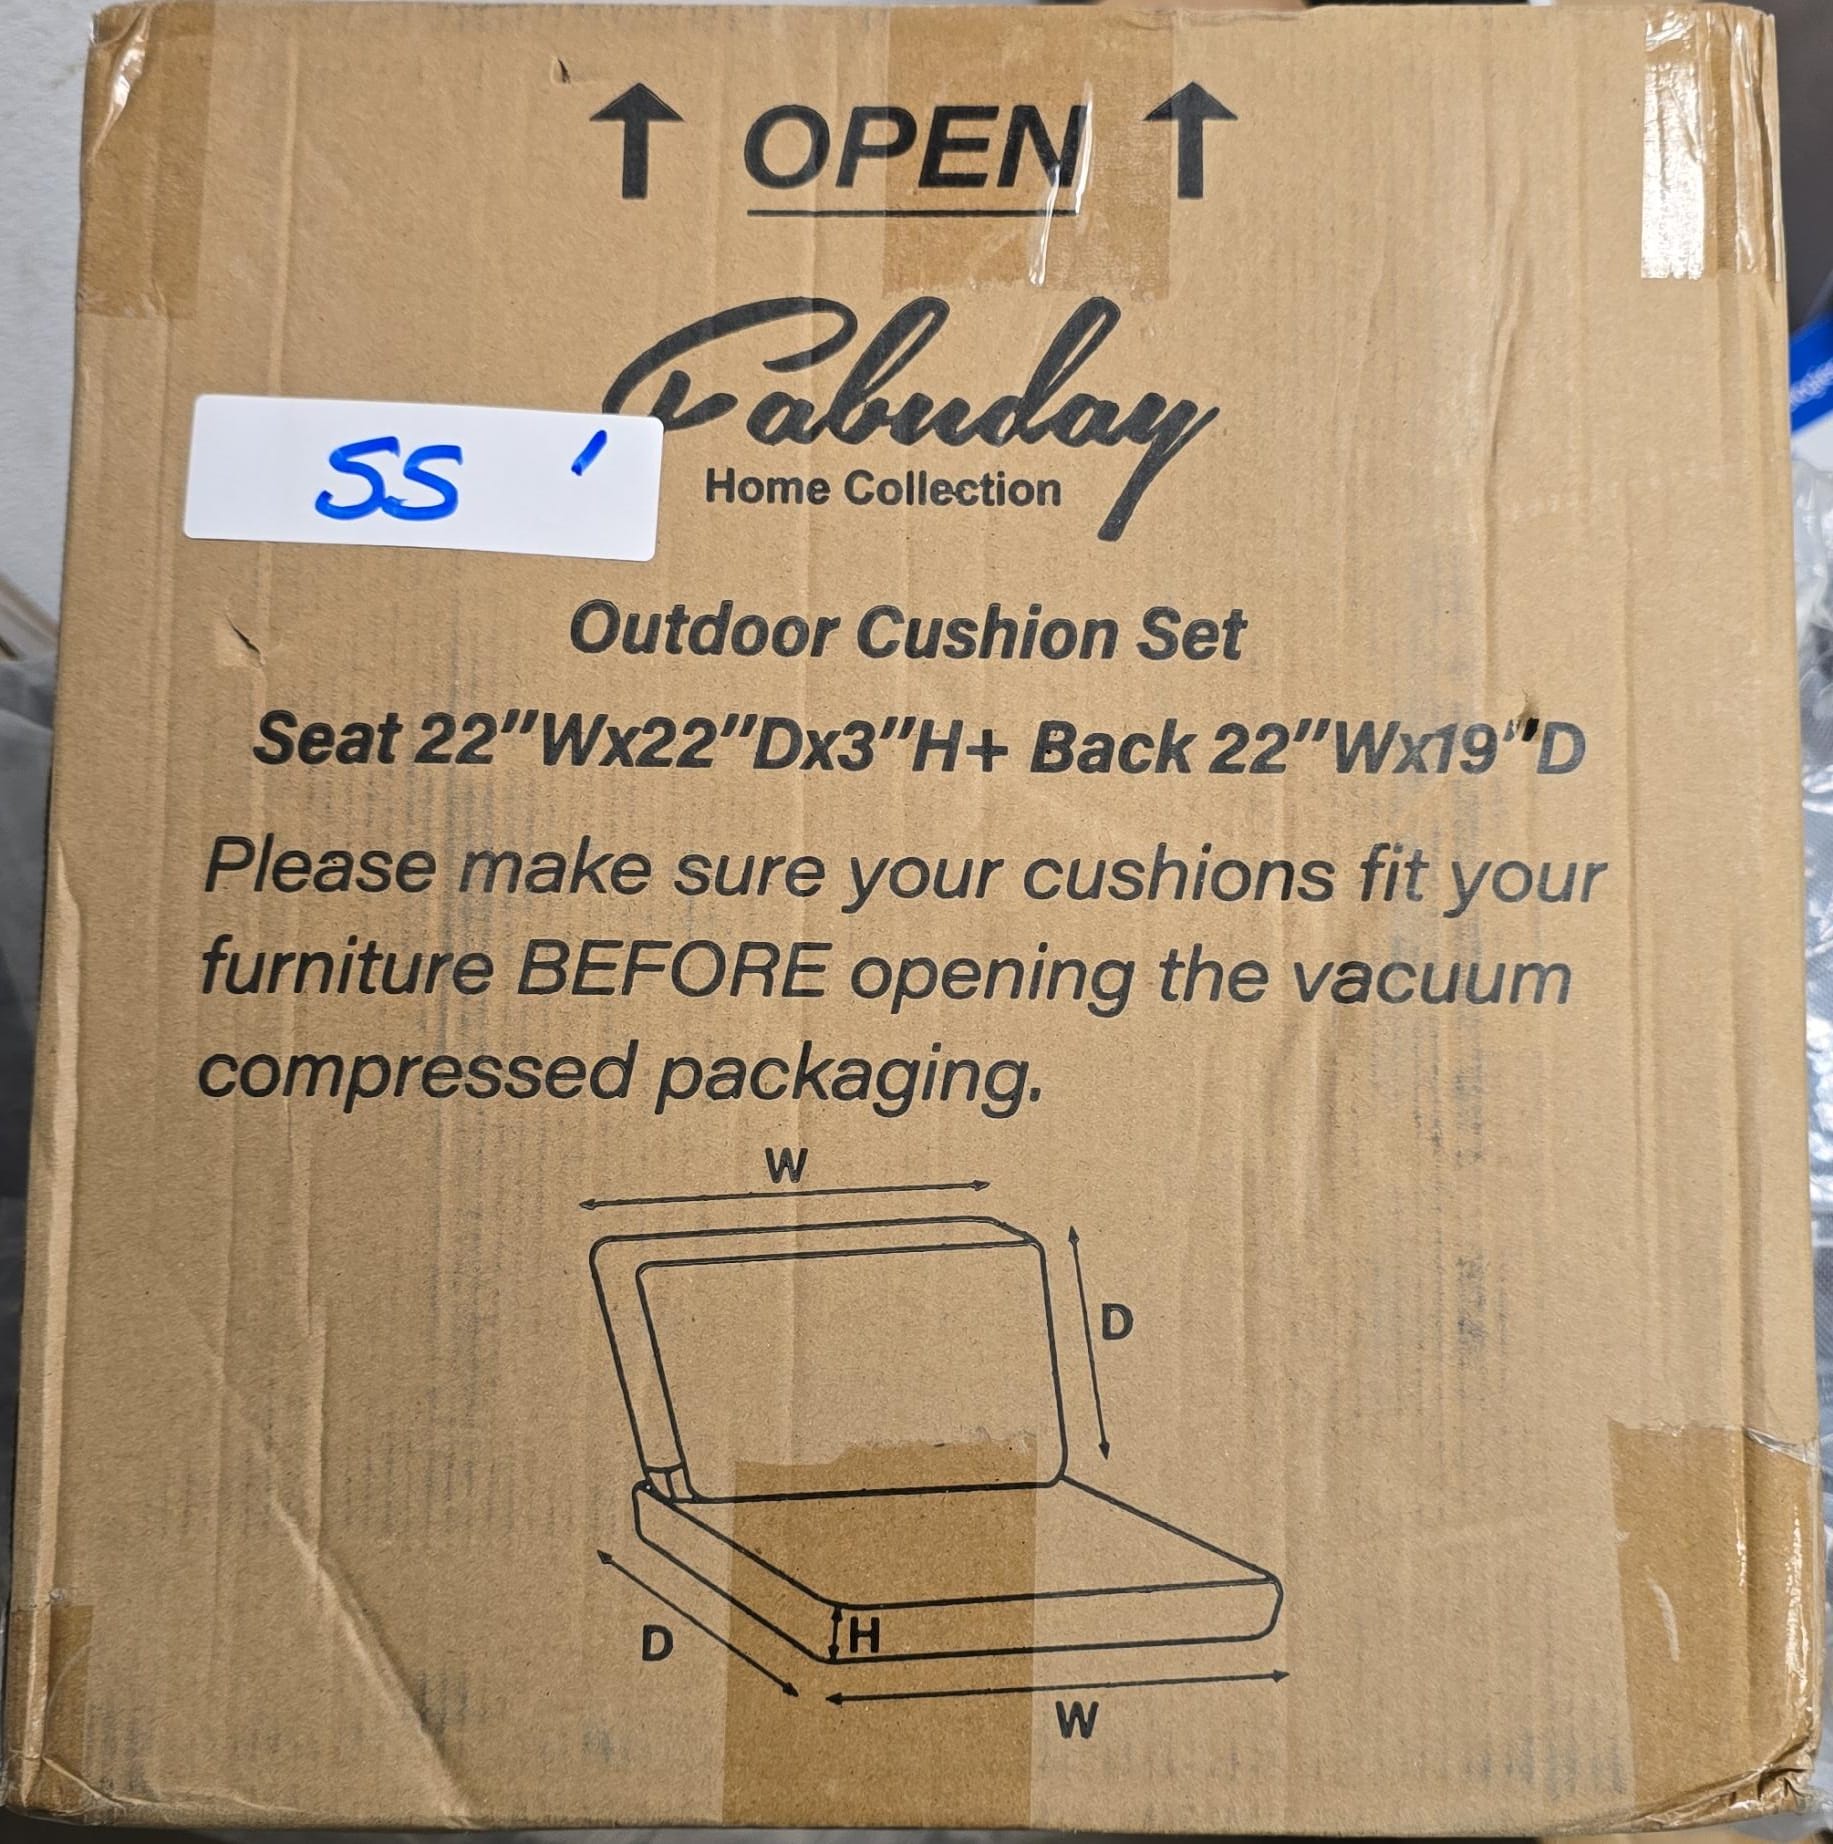 ↑ OPEN ↑
Fabuday
Home Collection
SS '
Outdoor Cushion Set
Seat 22"Wx22"Dx3"H+ Back 22"Wx19"D
Please make sure your cushions fit your
furniture BEFORE opening the vacuum
compressed packaging.
W
D
H
D
W